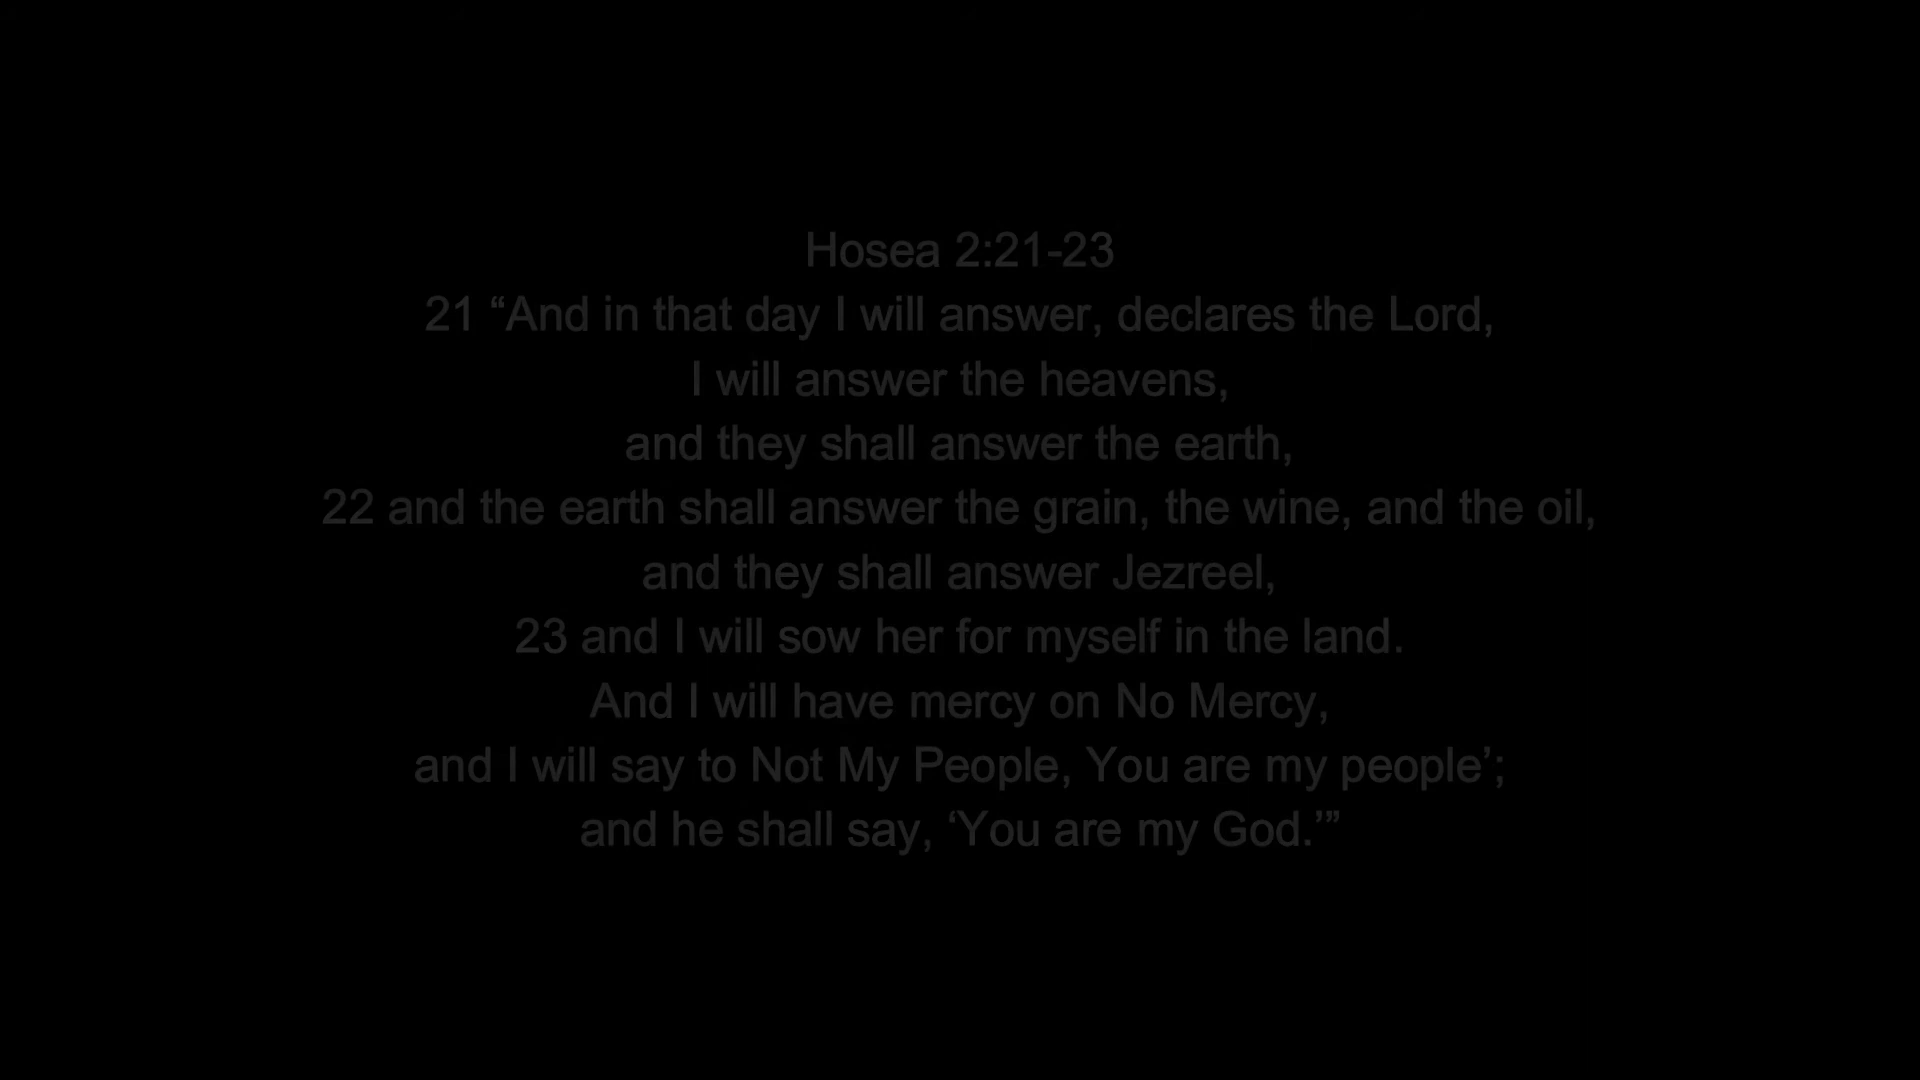 Hosea 2:21-23
21 “And in that day I will answer, declares the Lord,
I will answer the heavens,
and they shall answer the earth,
22 and the earth shall answer the grain, the wine, and the oil,
and they shall answer Jezreel,
23 and I will sow her for myself in the land.
And I will have mercy on No Mercy,
and I will say to Not My People, You are my people’;
and he shall say, ‘You are my God.’”